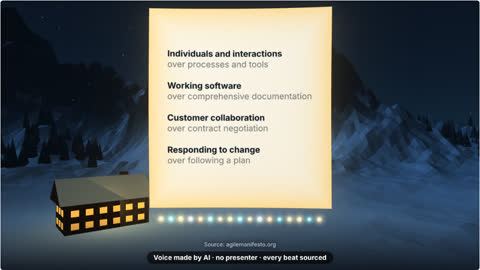 Individuals and interactions
over processes and tools
Working software
over comprehensive documentation
Customer collaboration
over contract negotiation
Responding to change
over following a plan
Source: agilemanifesto.org
Voice made by AI · no presenter · every beat sourced